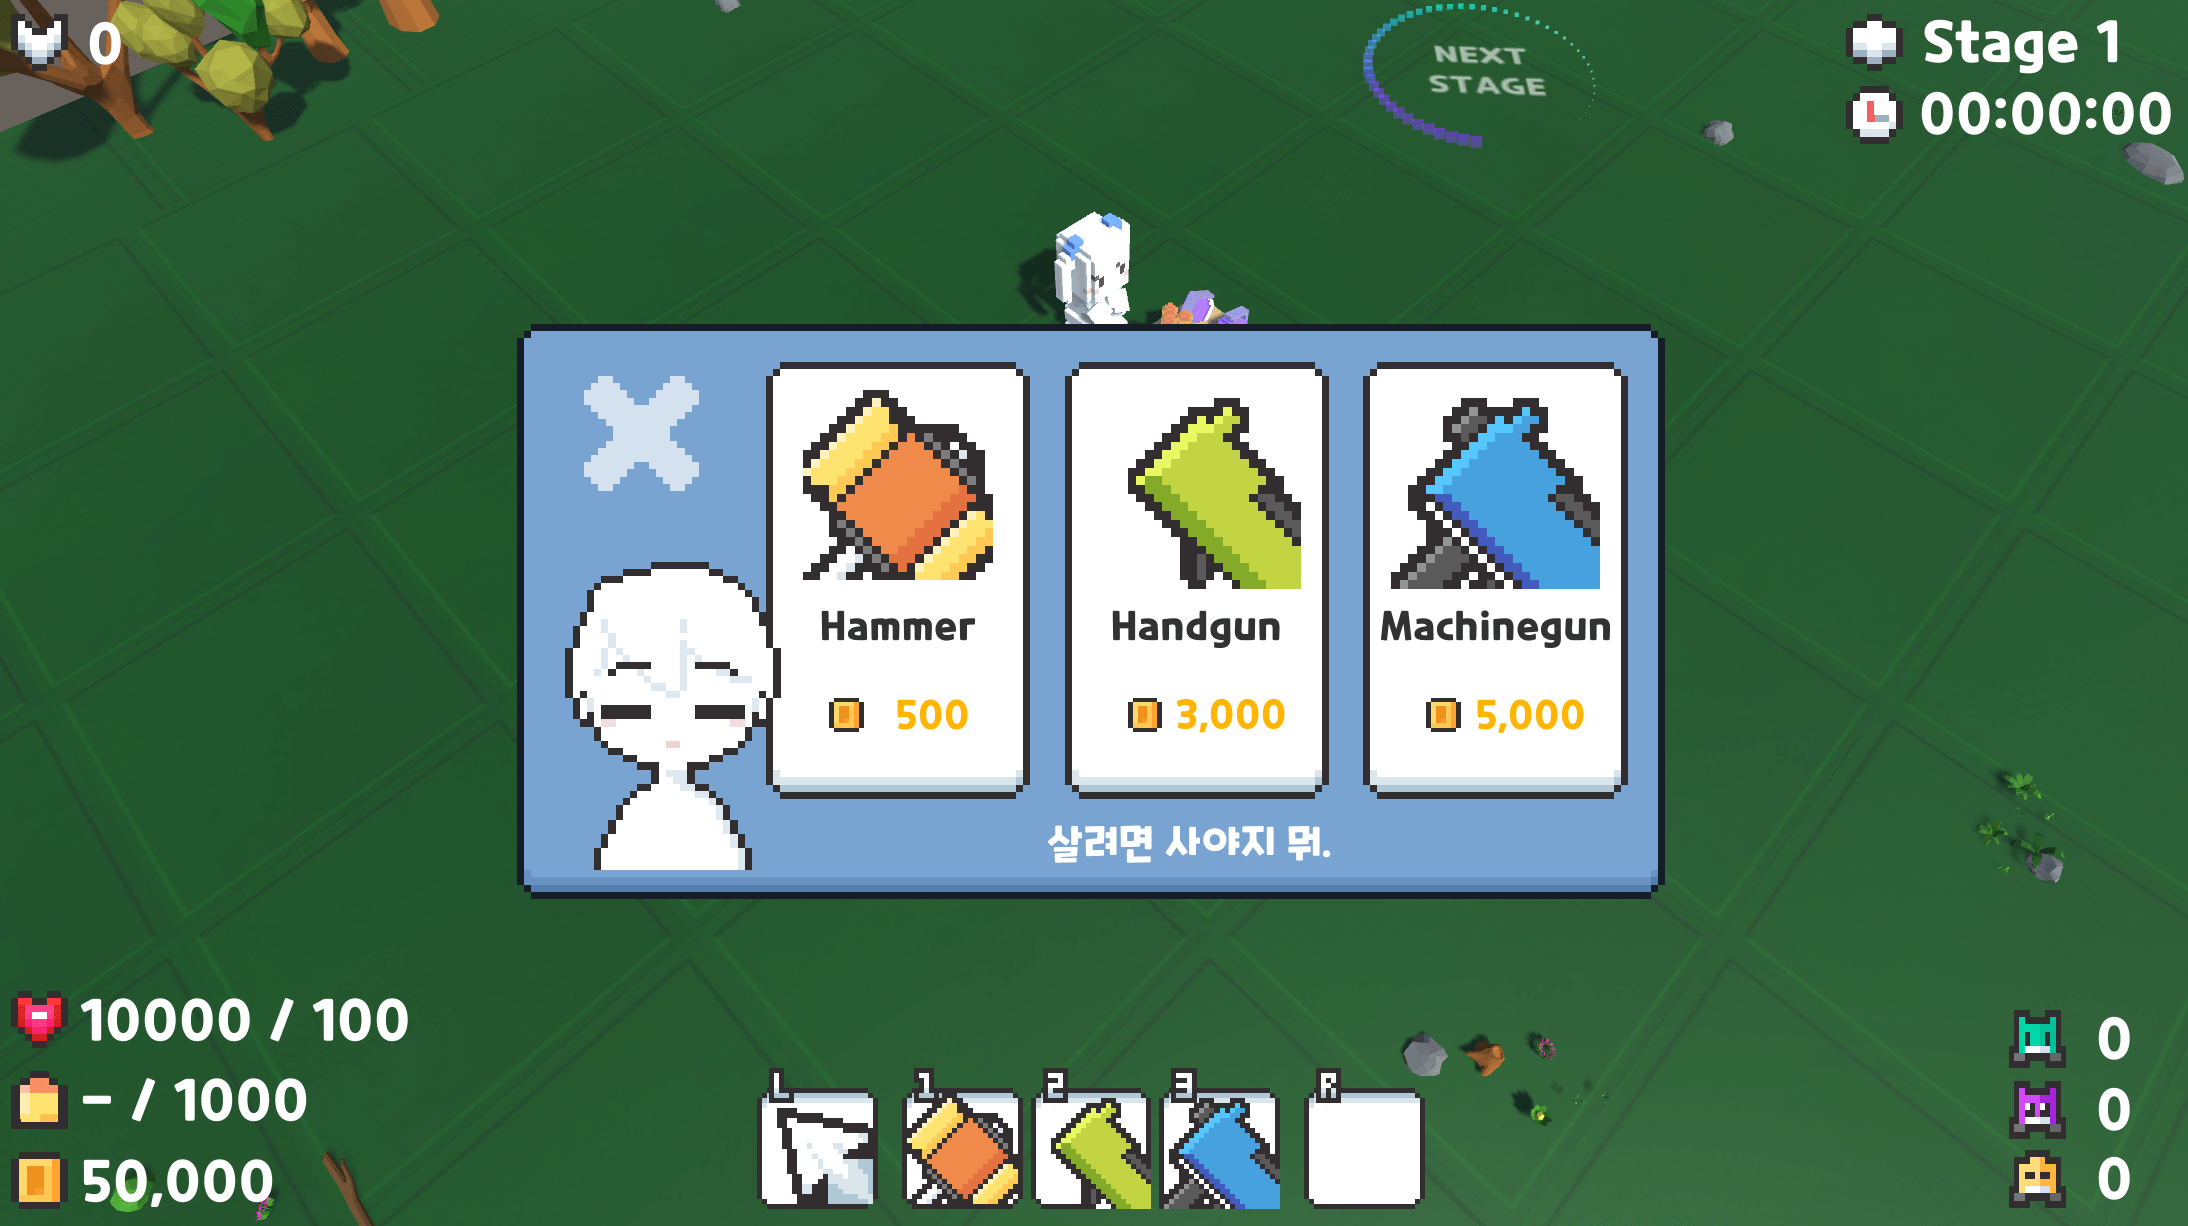 0
NEXT
STAGE
Stage 1
00:00:00
Hammer
500
Handgun
3,000
Machinegun
5,000
살려면 사야지 뭐.
10000 / 100
- / 1000
50,000
L
1
2
3
R
0
0
0